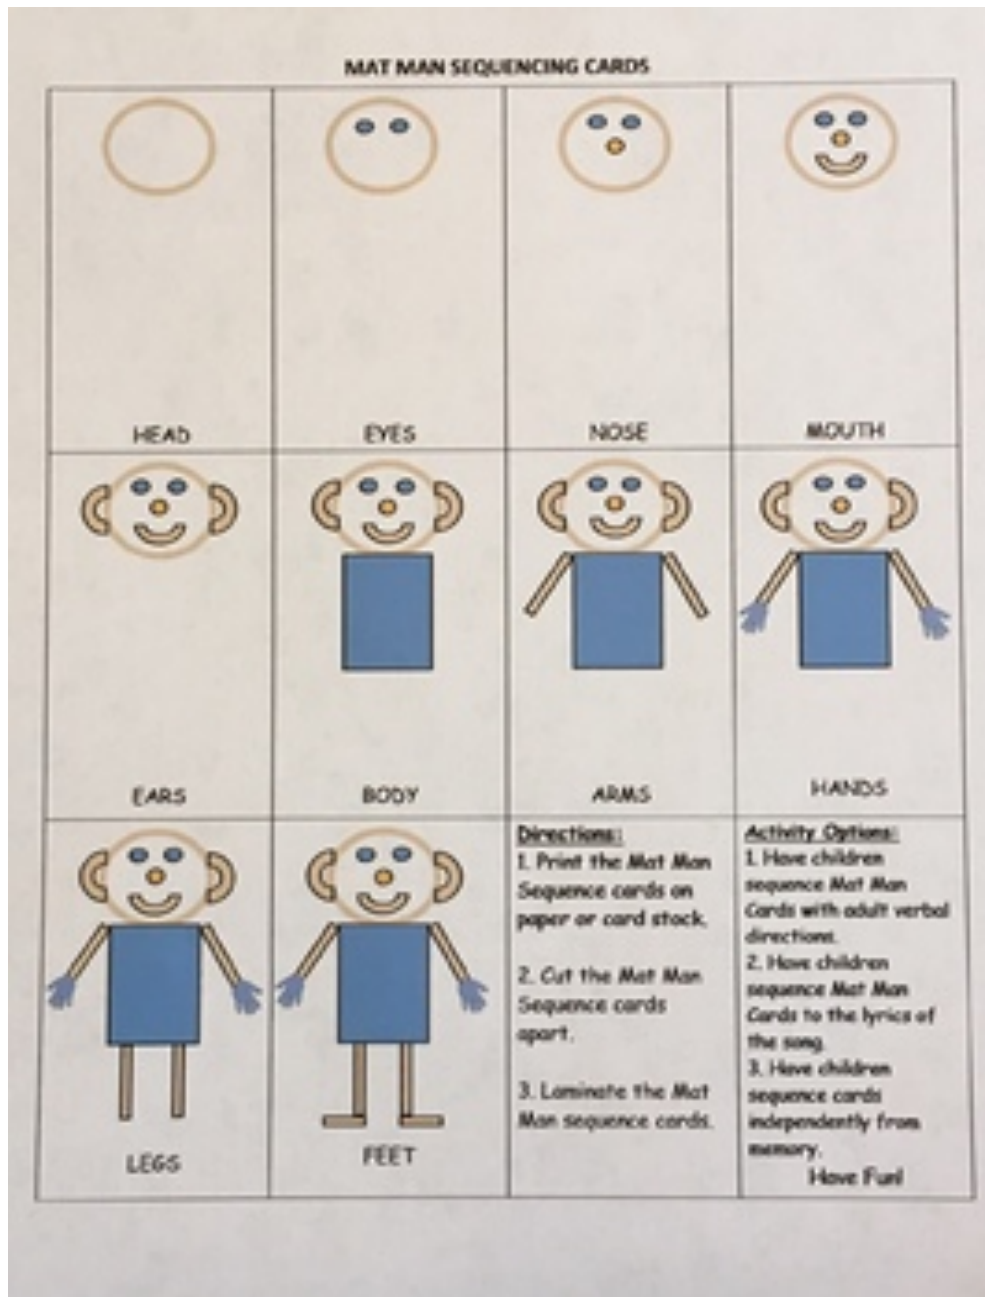 MAT MAN SEQUENCING CARDS
HEAD
EYES
NOSE
MOUTH
EARS
BODY
ARMS
HANDS
LEGS
FEET
Directions:
1. Print the Mat Man
Sequence cards on
paper or card stock.
2. Cut the Mat Man
Sequence cards
apart.
3. Laminate the Mat
Man sequence cards.
Activity Options:
1. Have children
sequence Mat Man
Cards with adult verbal
directions.
2. Have children
sequence Mat Man
Cards to the lyrics of
the song.
3. Have children
sequence cards
independently from
memory.
Have Fun!